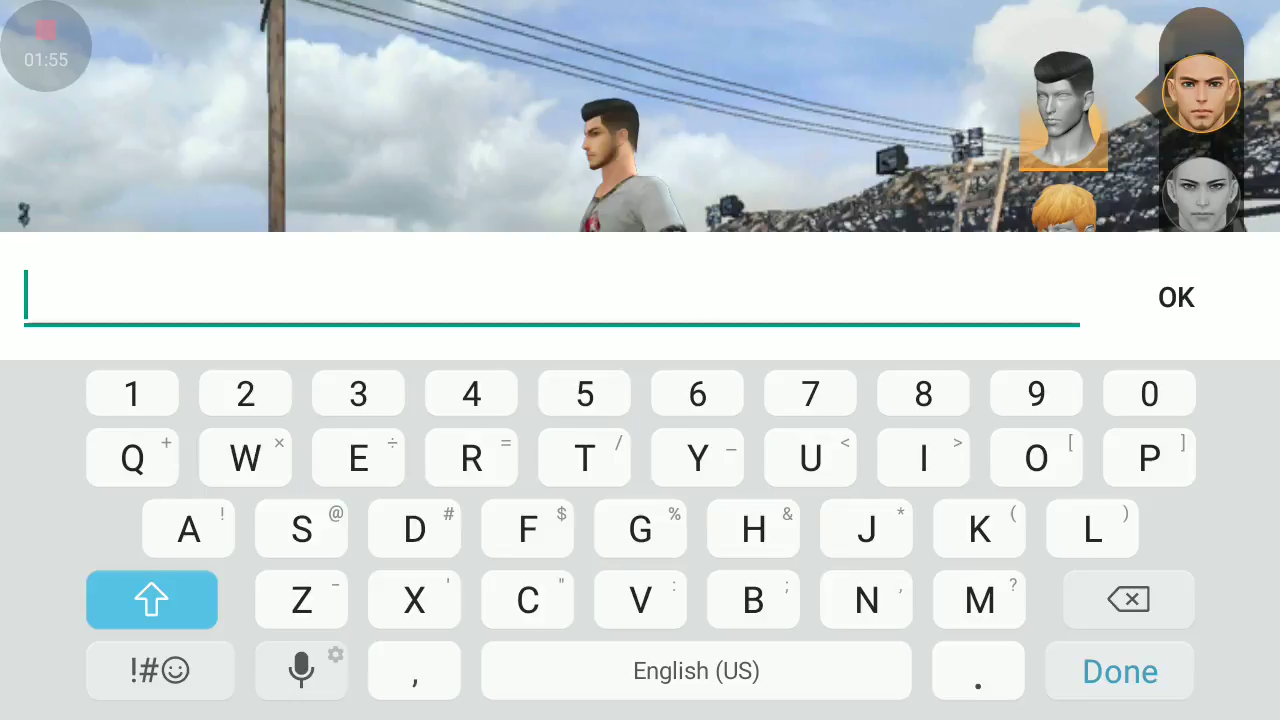 01:55
OK
1 2 3 4 5 6 7 8 9 0
Q + W × E ÷ R = T / Y _ U < I > O [ P ]
A ! S @ D # F $ G % H & J * K ( L )
Z - X ' C " V : B ; N , M ?
!#☺ , English (US) . Done